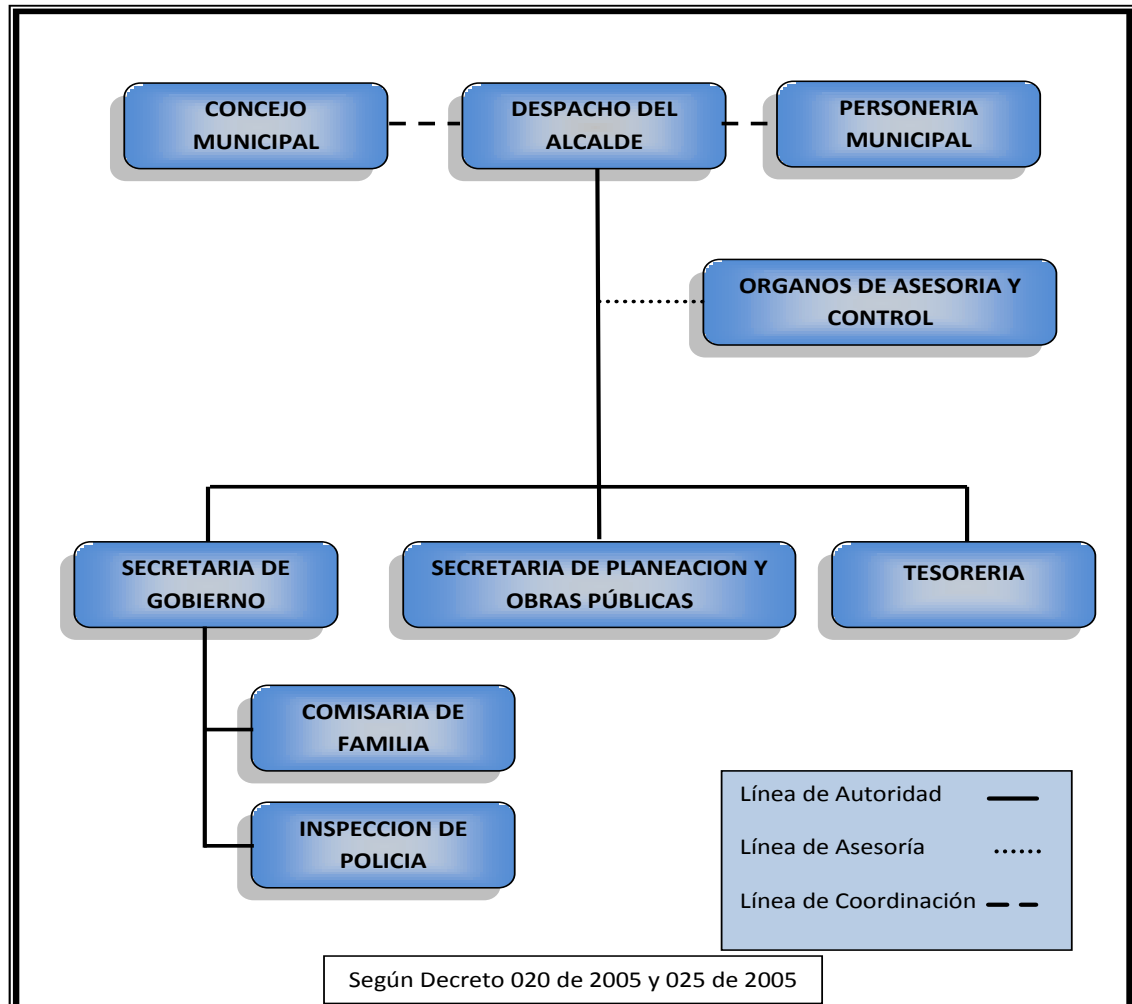 CONCEJO
MUNICIPAL
DESPACHO DEL
ALCALDE
PERSONERIA
MUNICIPAL
ORGANOS DE ASESORIA Y
CONTROL
SECRETARIA DE
GOBIERNO
SECRETARIA DE PLANEACION Y
OBRAS PÚBLICAS
TESORERIA
COMISARIA DE
FAMILIA
INSPECCION DE
POLICIA
Línea de Autoridad
Línea de Asesoría
Línea de Coordinación
Según Decreto 020 de 2005 y 025 de 2005